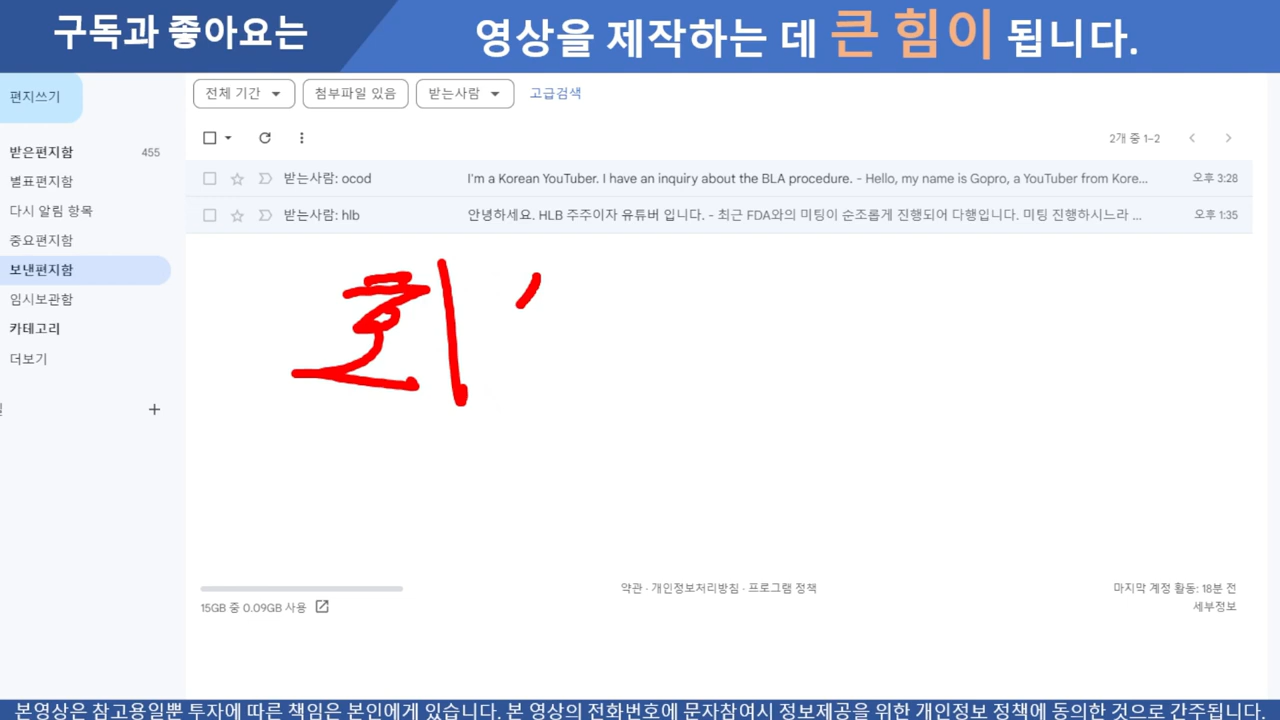 구독과 좋아요는 영상을 제작하는 데 큰 힘이 됩니다.
편지쓰기
전체 기간 첨부파일 있음 받는사람 고급검색
2개 중 1–2
받은편지함 455
별표편지함
다시 알림 항목
중요편지함
보낸편지함
임시보관함
카테고리
더보기
받는사람: ocod I'm a Korean YouTuber. I have an inquiry about the BLA procedure. - Hello, my name is Gopro, a YouTuber from Kore... 오후 3:28
받는사람: hlb 안녕하세요. HLB 주주이자 유튜버 입니다. - 최근 FDA와의 미팅이 순조롭게 진행되어 다행입니다. 미팅 진행하시느라 ... 오후 1:35
회
15GB 중 0.09GB 사용
약관 · 개인정보처리방침 · 프로그램 정책
마지막 계정 활동: 18분 전
세부정보
본영상은 참고용일뿐 투자에 따른 책임은 본인에게 있습니다. 본 영상의 전화번호에 문자참여시 정보제공을 위한 개인정보 정책에 동의한 것으로 간주됩니다.